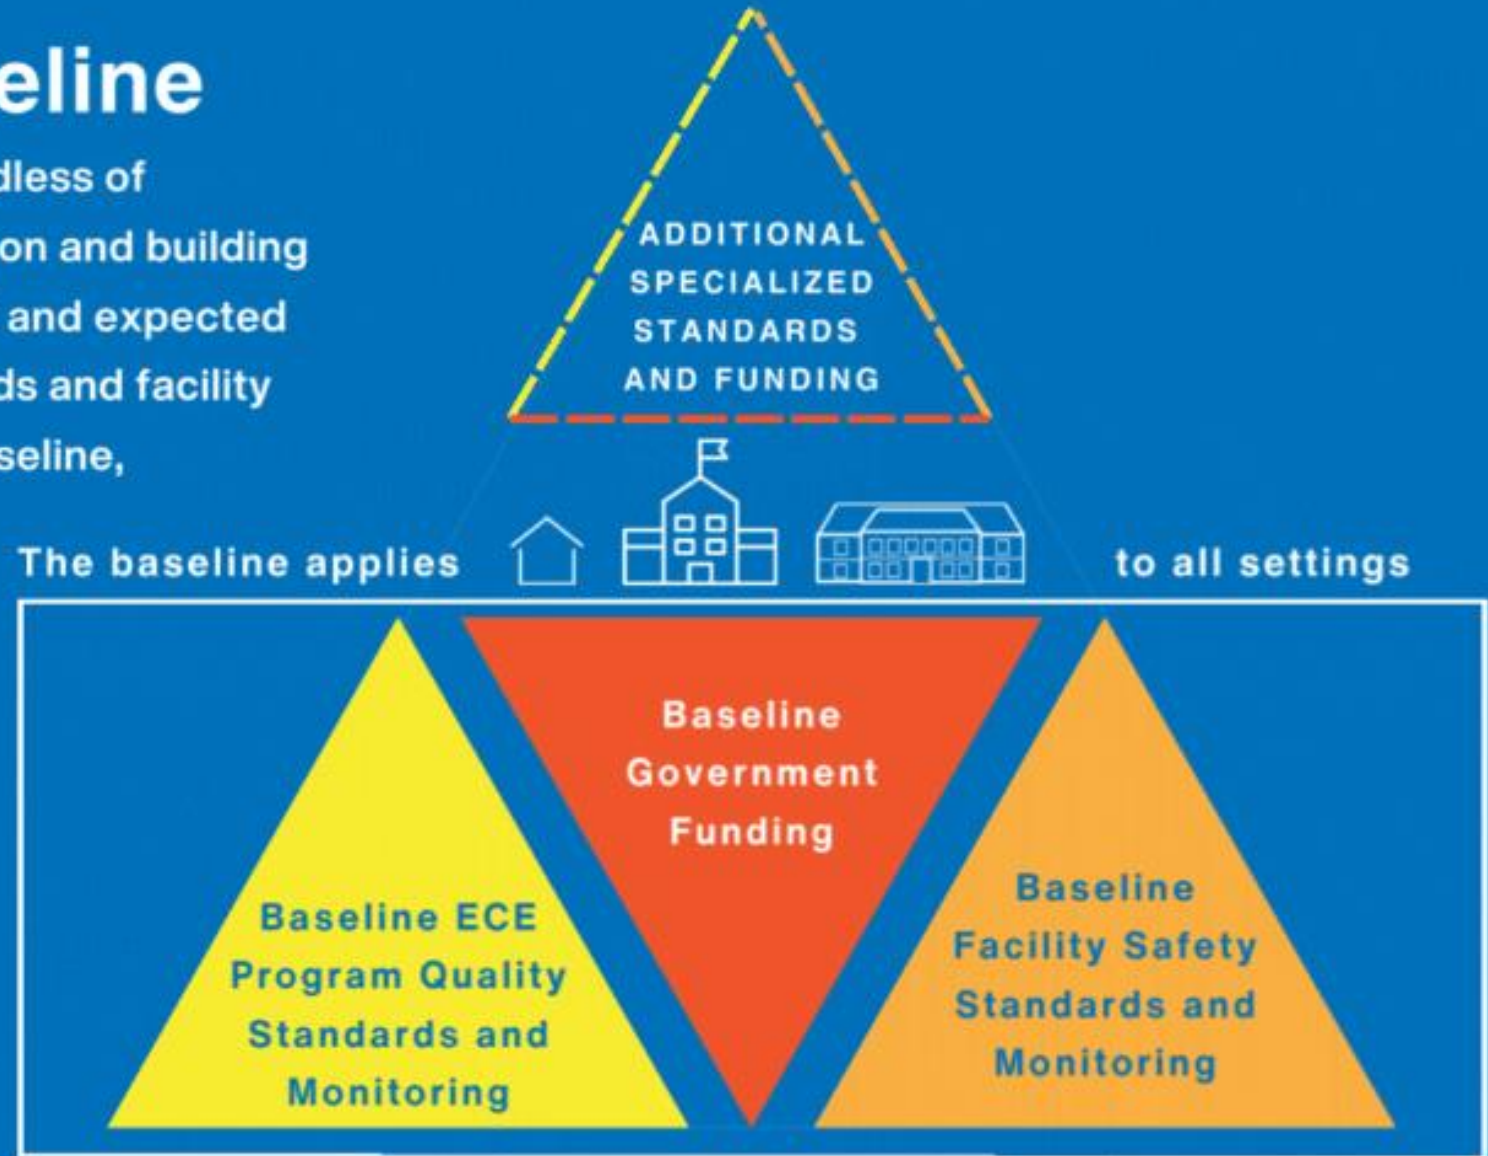 eline
dless of
on and building
and expected
ds and facility
seline,
ADDITIONAL
SPECIALIZED
STANDARDS
AND FUNDING
The baseline applies
to all settings
Baseline ECE
Program Quality
Standards and
Monitoring
Baseline
Government
Funding
Baseline
Facility Safety
Standards and
Monitoring